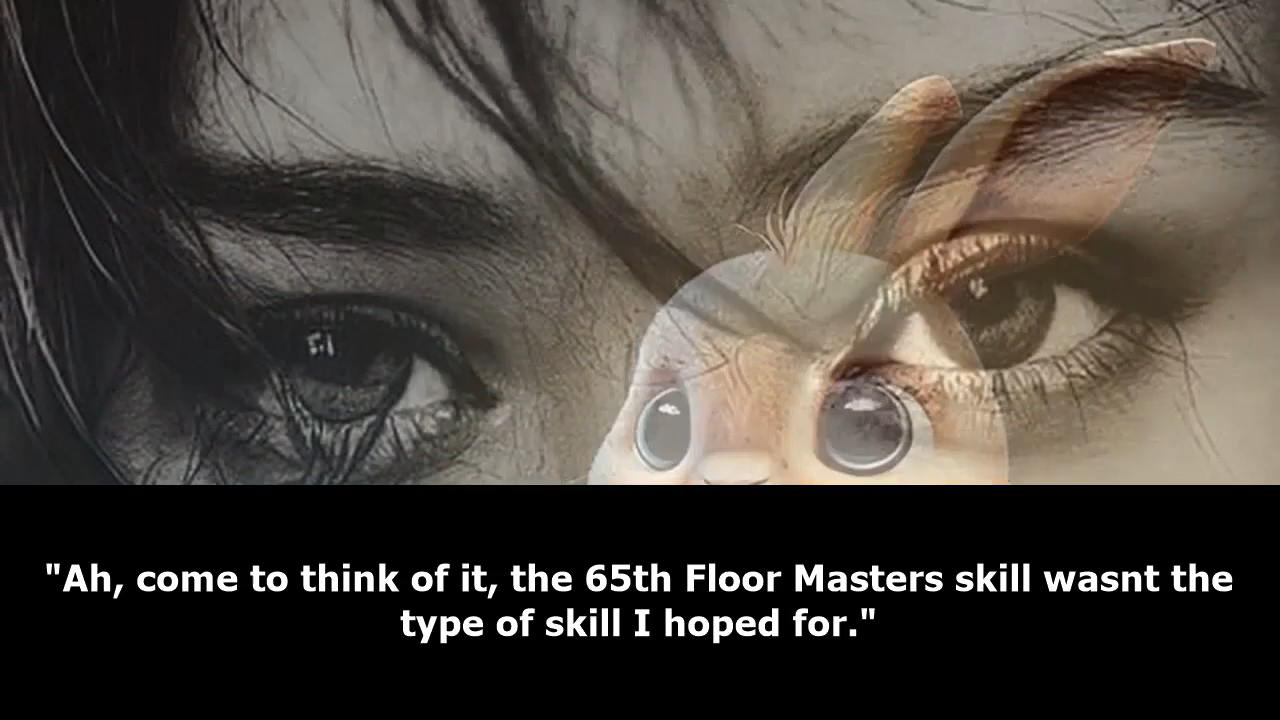 "Ah, come to think of it, the 65th Floor Masters skill wasnt the
type of skill I hoped for."